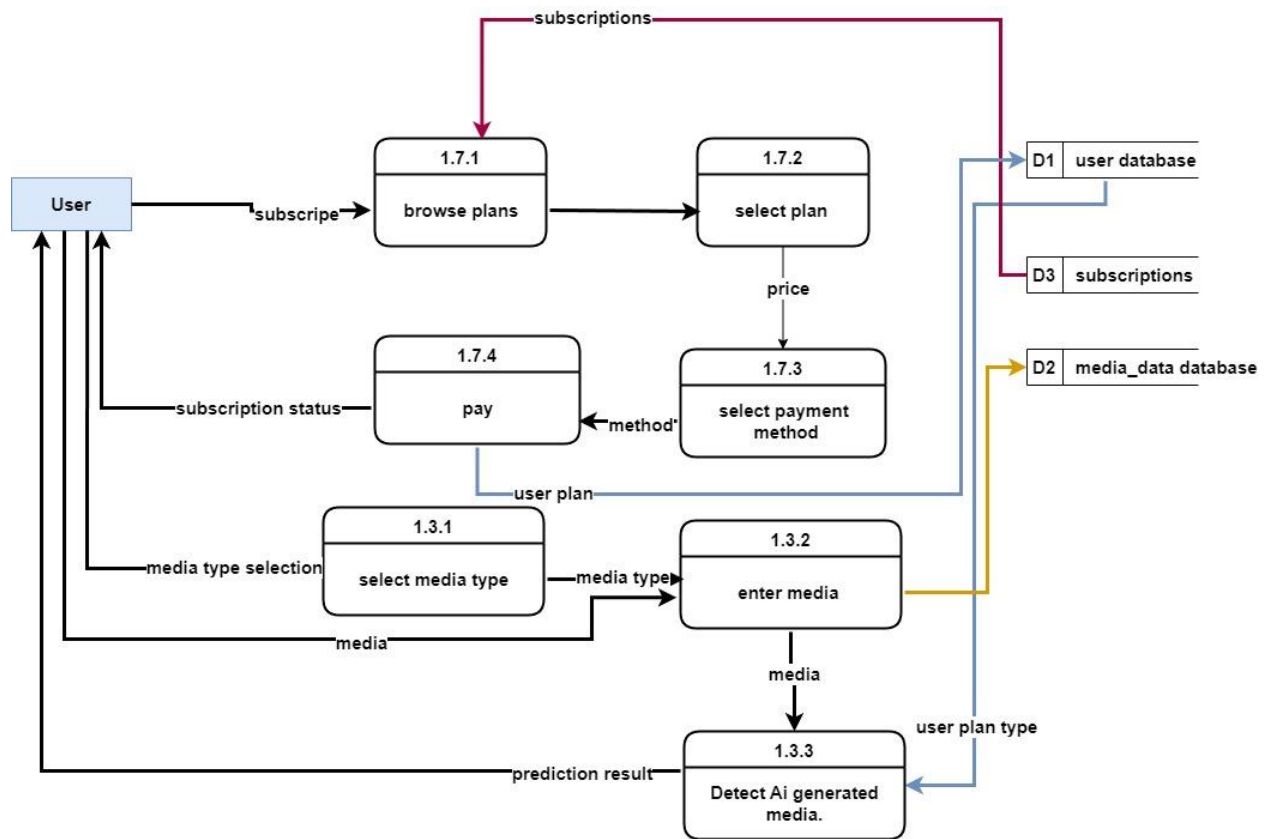 subscriptions
1.7.1
browse plans
1.7.2
select plan
D1 user database
User
subscripe
price
D3 subscriptions
1.7.4
pay
1.7.3
select payment
method
D2 media_data database
subscription status
method
user plan
1.3.1
select media type
1.3.2
enter media
media type selection
media type
media
media
user plan type
1.3.3
Detect Ai generated
media.
prediction result